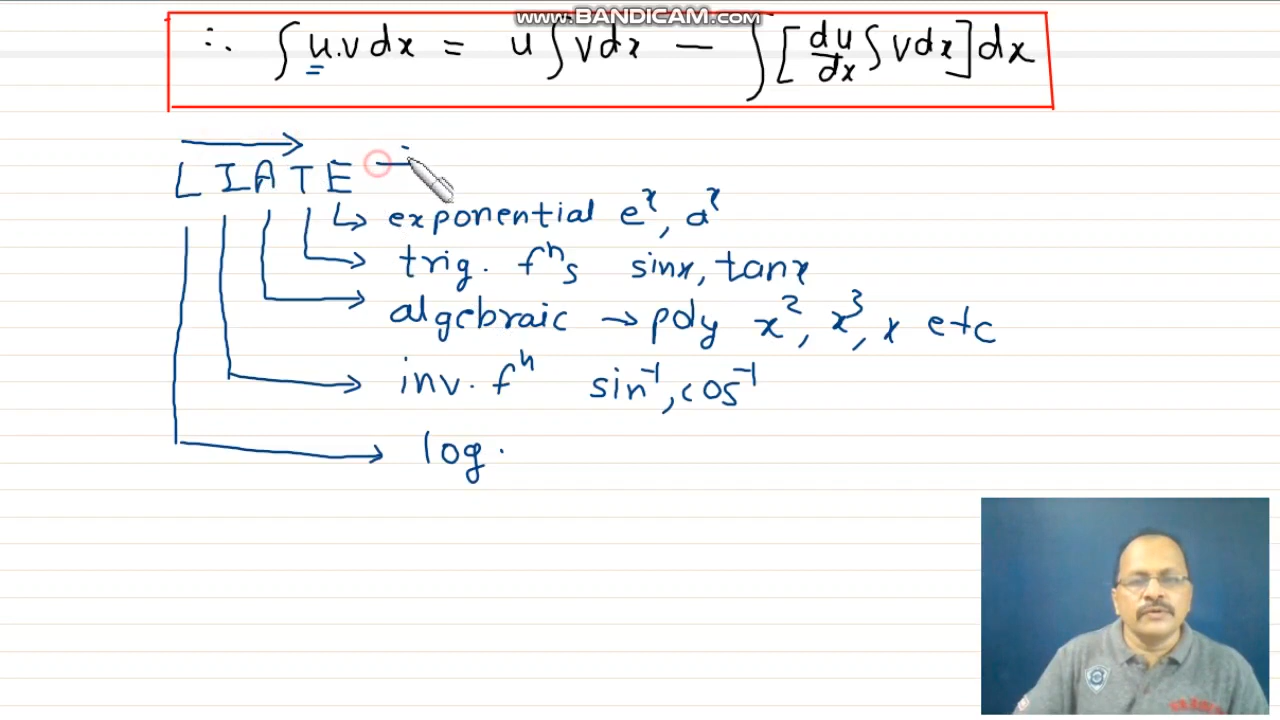 www.BANDICAM.com
∴ ∫ u.v dx = u ∫ v dx − ∫ [ du/dx ∫ v dx ] dx
LIATE
exponential e^x, a^x
trig. f^n s sinx, tanx
algebraic → poly x^2, x^3, x etc
inv. f^n sin^-1, cos^-1
log.